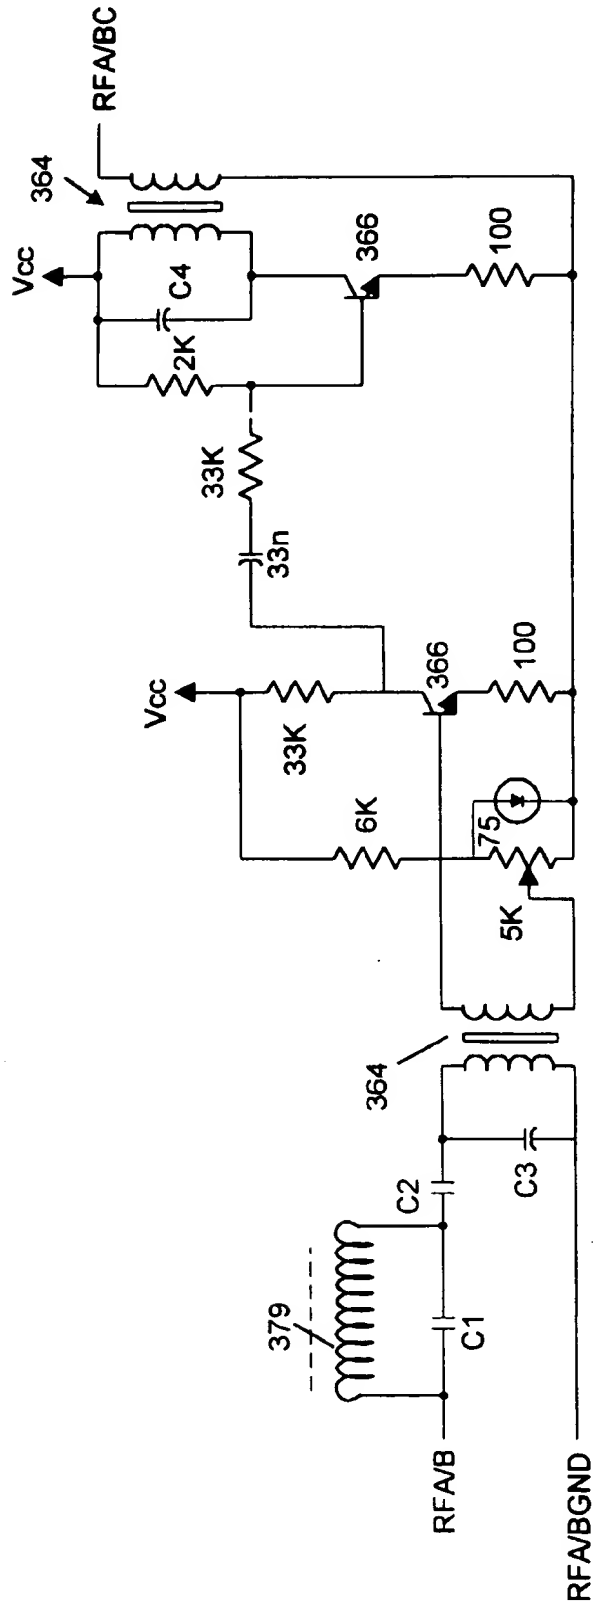 RFA/B
RFA/BGND
379
C1
C2
C3
364
5K
75
6K
Vcc
33K
366
100
33n
33K
2K
C4
Vcc
364
366
100
RFA/BC